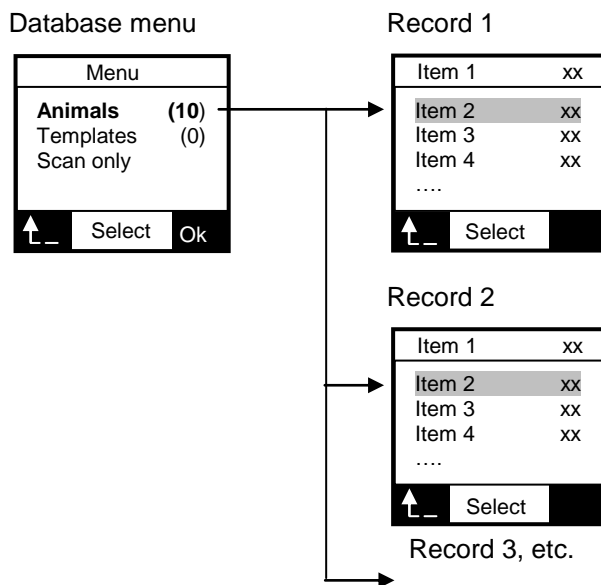 Database menu
Menu
Animals (10)
Templates (0)
Scan only
Select Ok
Record 1
Item 1 xx
Item 2 xx
Item 3 xx
Item 4 xx
....
Select
Record 2
Item 1 xx
Item 2 xx
Item 3 xx
Item 4 xx
....
Select
Record 3, etc.